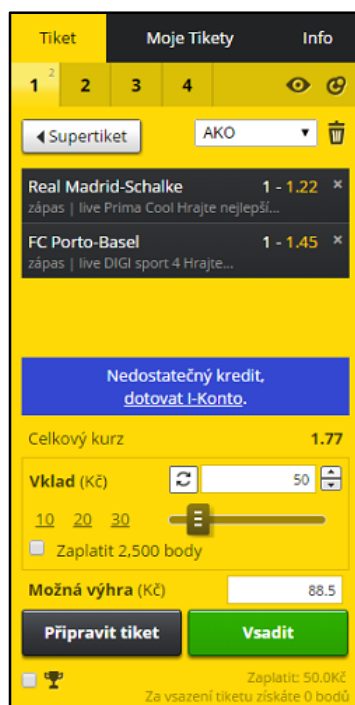 Tiket Moje Tikety Info
1 2 2 3 4
Supertiket AKO
Real Madrid-Schalke 1 - 1.22 ×
zápas | live Prima Cool Hrajte nejlepší...
FC Porto-Basel 1 - 1.45 ×
zápas | live DIGI sport 4 Hrajte...
Nedostatečný kredit,
dotovat I-Konto.
Celkový kurz 1.77
Vklad (Kč) 50
10 20 30
Zaplatit 2,500 body
Možná výhra (Kč) 88.5
Připravit tiket Vsadit
Zaplatit: 50.0Kč
Za vsazení tiketu získáte 0 bodů